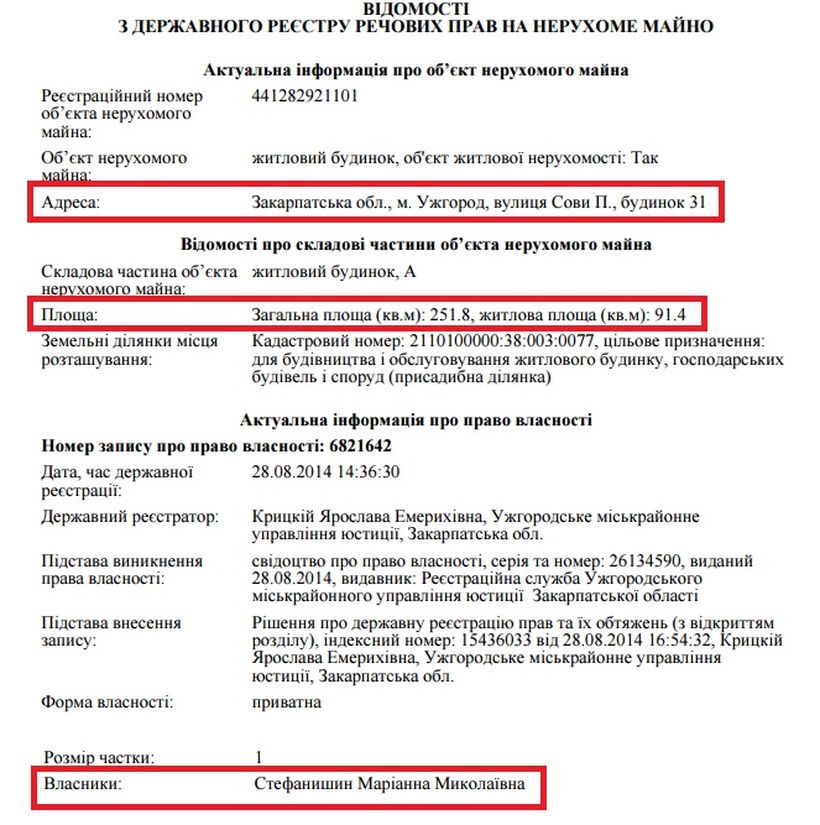 ВІДОМОСТІ
З ДЕРЖАВНОГО РЕЄСТРУ РЕЧОВИХ ПРАВ НА НЕРУХОМЕ МАЙНО
Актуальна інформація про об’єкт нерухомого майна
Реєстраційний номер 441282921101
об’єкта нерухомого
майна:
Об’єкт нерухомого житловий будинок, об'єкт житлової нерухомості: Так
майна:
Адреса: Закарпатська обл., м. Ужгород, вулиця Сови П., будинок 31
Відомості про складові частини об’єкта нерухомого майна
Складова частина об’єкта житловий будинок, А
нерухомого майна:
Площа: Загальна площа (кв.м): 251.8, житлова площа (кв.м): 91.4
Земельні ділянки місця Кадастровий номер: 2110100000:38:003:0077, цільове призначення:
розташування: для будівництва і обслуговування житлового будинку, господарських
будівель і споруд (присадибна ділянка)
Актуальна інформація про право власності
Номер запису про право власності: 6821642
Дата, час державної 28.08.2014 14:36:30
реєстрації:
Державний реєстратор: Крицкій Ярослава Емерихівна, Ужгородське міськрайонне
управління юстиції, Закарпатська обл.
Підстава виникнення свідоцтво про право власності, серія та номер: 26134590, виданий
права власності: 28.08.2014, видавник: Реєстраційна служба Ужгородського
міськрайонного управління юстиції Закарпатської області
Підстава внесення Рішення про державну реєстрацію прав та їх обтяжень (з відкриттям
запису: розділу), індексний номер: 15436033 від 28.08.2014 16:54:32, Крицкій
Ярослава Емерихівна, Ужгородське міськрайонне управління
юстиції, Закарпатська обл.
Форма власності: приватна
Розмір частки: 1
Власники: Стефанишин Маріанна Миколаївна